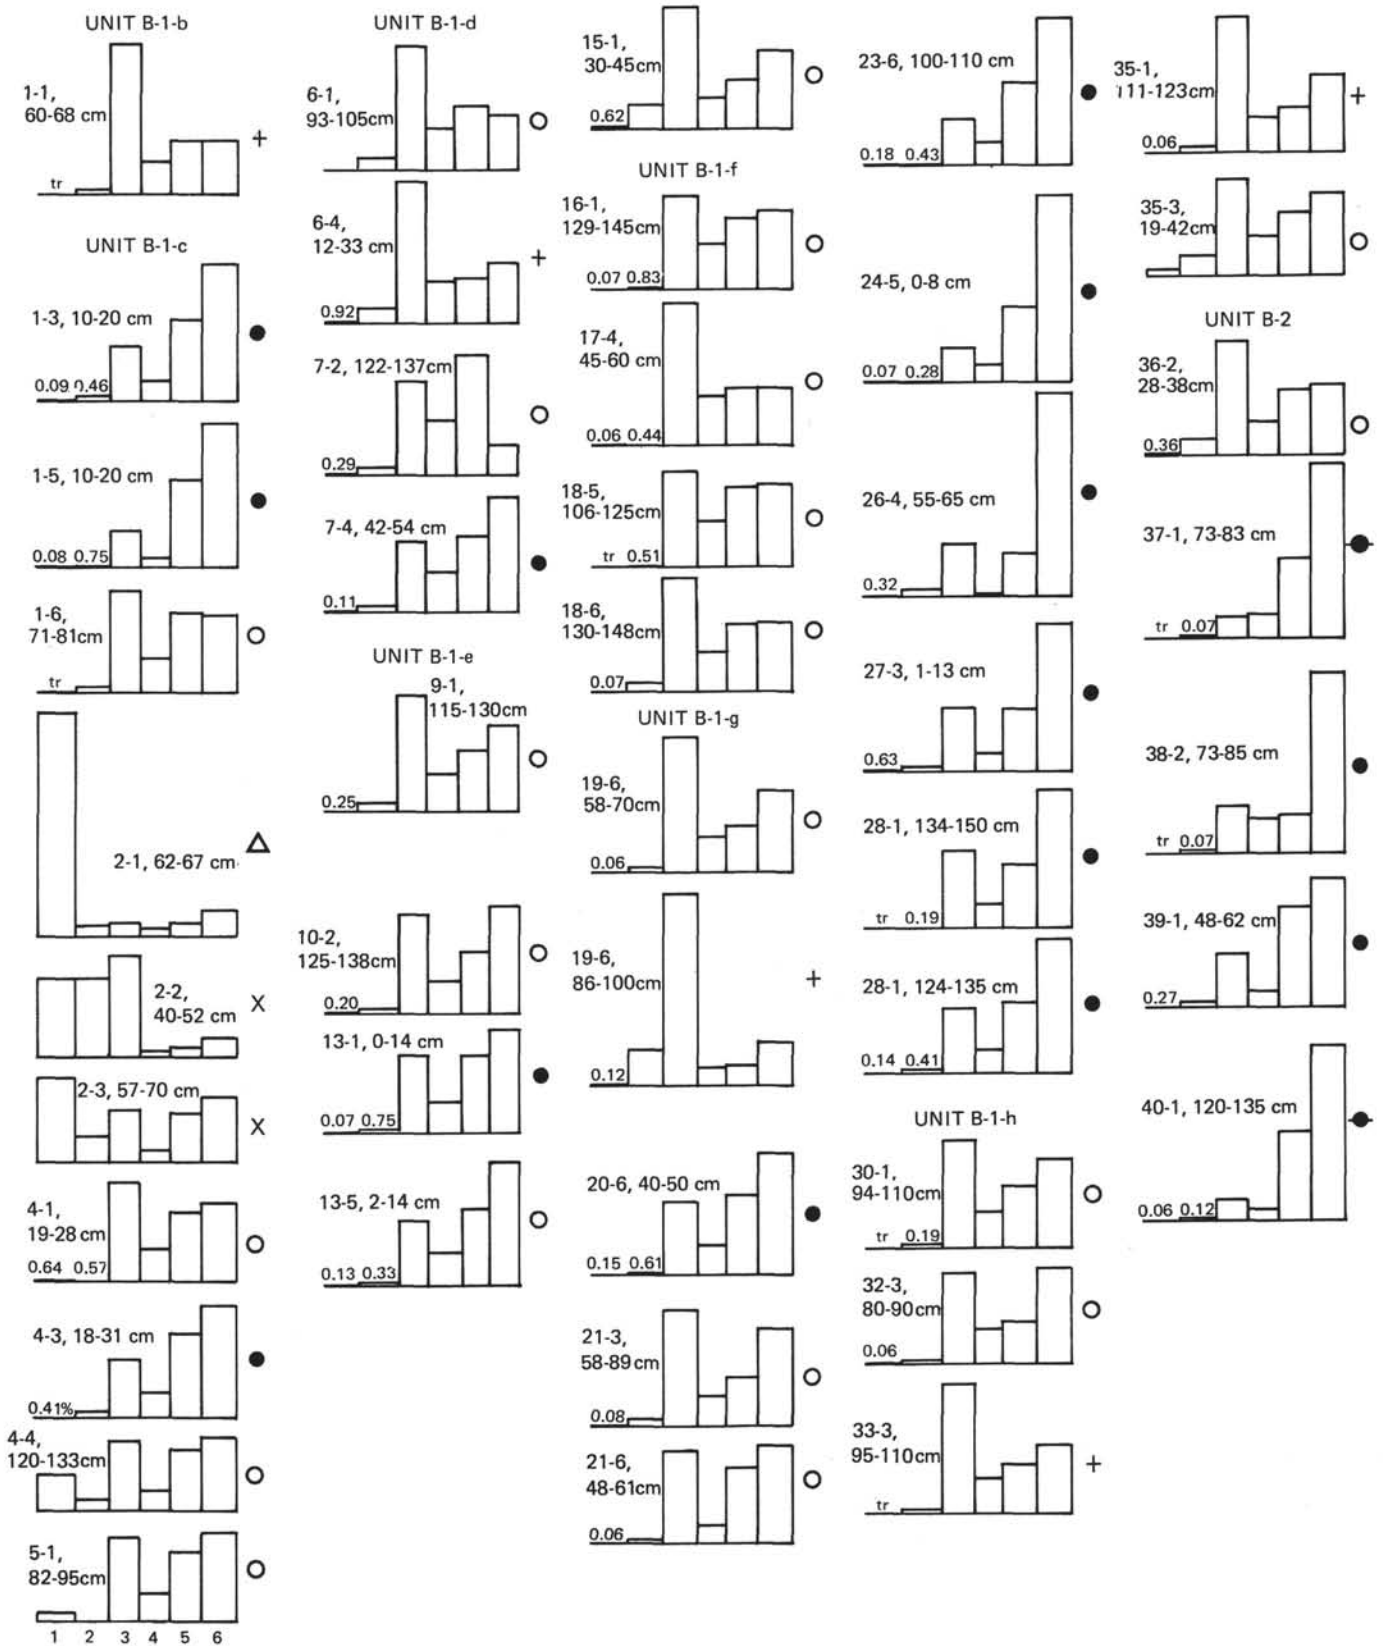 UNIT B-1-b
1-1,
60-68 cm
+
tr
UNIT B-1-c
1-3, 10-20 cm
0.09 0.46
1-5, 10-20 cm
0.08 0.75
1-6,
71-81cm
tr
2-1, 62-67 cm
2-2,
40-52 cm
X
2-3, 57-70 cm
X
4-1,
19-28 cm
0.64 0.57
4-3, 18-31 cm
0.41%
4-4,
120-133cm
5-1,
82-95cm
1 2 3 4 5 6
UNIT B-1-d
6-1,
93-105cm
6-4,
12-33 cm
+
0.92
7-2, 122-137cm
0.29
7-4, 42-54 cm
0.11
UNIT B-1-e
9-1,
115-130cm
0.25
10-2,
125-138cm
0.20
13-1, 0-14 cm
0.07 0.75
13-5, 2-14 cm
0.13 0.33
15-1,
30-45cm
0.62
UNIT B-1-f
16-1,
129-145cm
0.07 0.83
17-4,
45-60 cm
0.06 0.44
18-5,
106-125cm
tr 0.51
18-6,
130-148cm
0.07
UNIT B-1-g
19-6,
58-70cm
0.06
19-6,
86-100cm
+
0.12
20-6, 40-50 cm
0.15 0.61
21-3,
58-89cm
0.08
21-6,
48-61cm
0.06
23-6, 100-110 cm
0.18 0.43
24-5, 0-8 cm
0.07 0.28
26-4, 55-65 cm
0.32
27-3, 1-13 cm
0.63
28-1, 134-150 cm
tr 0.19
28-1, 124-135 cm
0.14 0.41
UNIT B-1-h
30-1,
94-110cm
tr 0.19
32-3,
80-90cm
0.06
33-3,
95-110cm
+
tr
35-1,
111-123cm
+
0.06
35-3,
19-42cm
UNIT B-2
36-2,
28-38cm
0.36
37-1, 73-83 cm
tr 0.07
38-2, 73-85 cm
tr 0.07
39-1, 48-62 cm
0.27
40-1, 120-135 cm
0.06 0.12